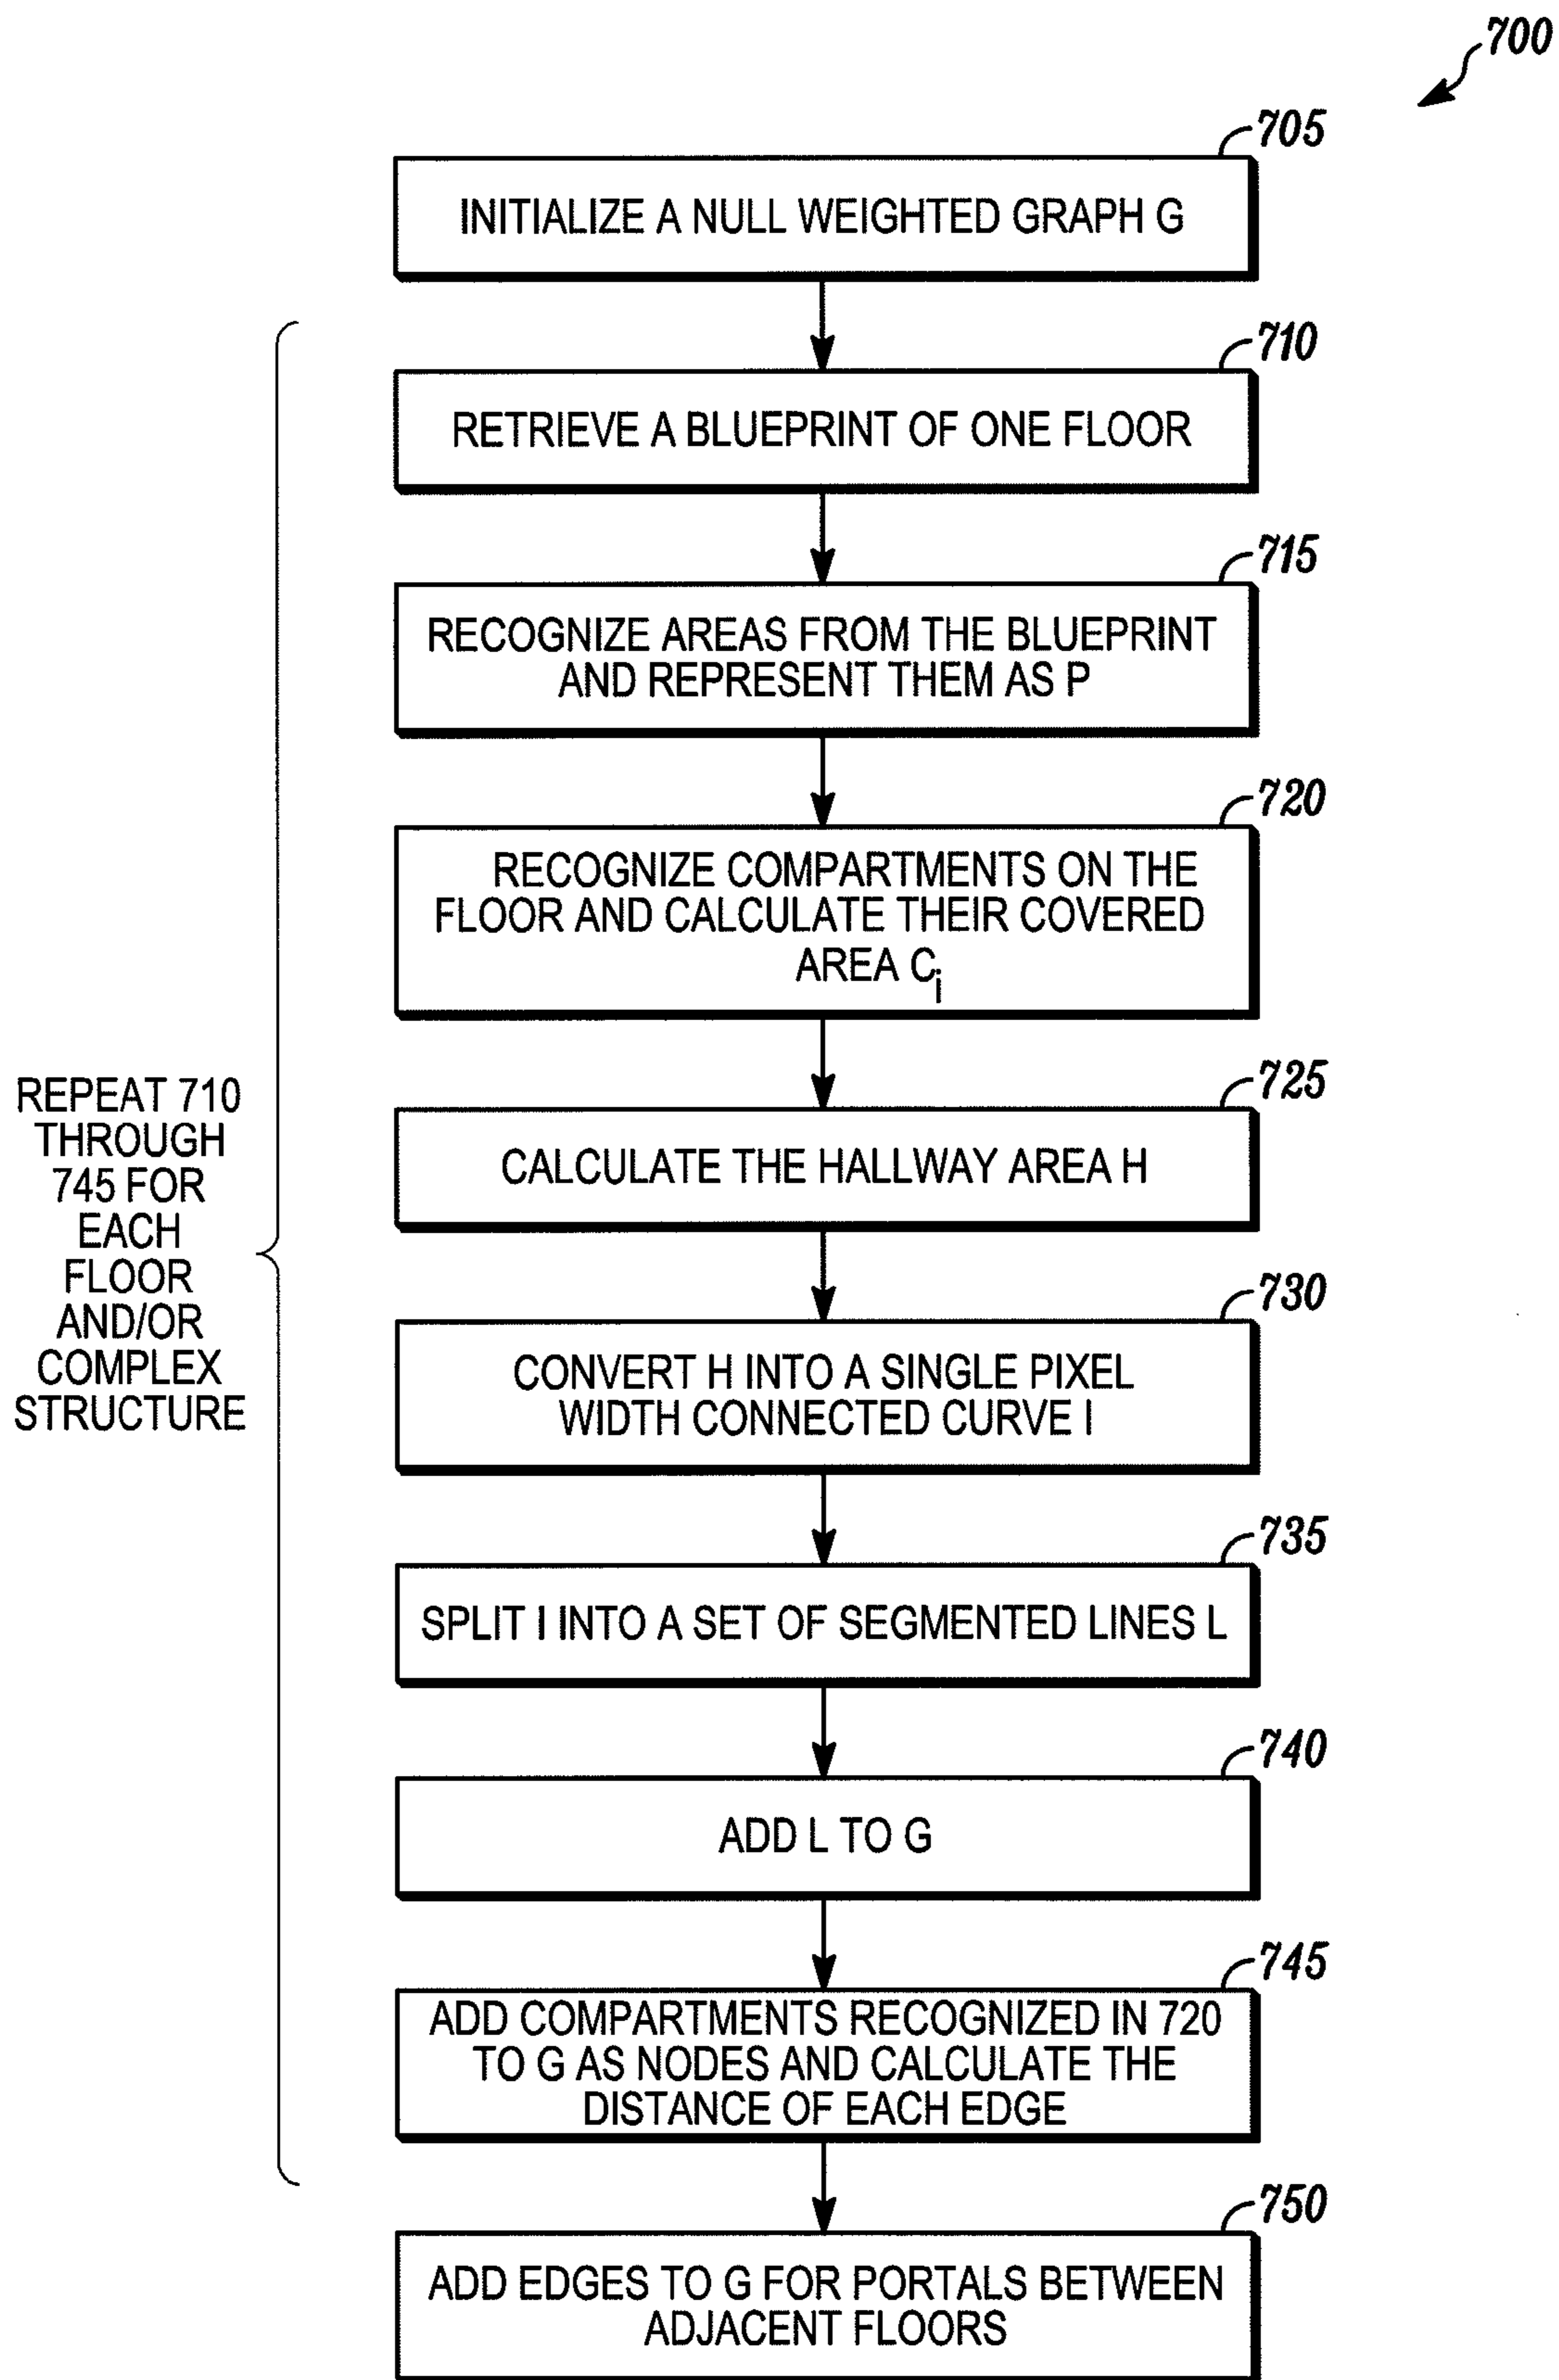 700
705
INITIALIZE A NULL WEIGHTED GRAPH G
710
RETRIEVE A BLUEPRINT OF ONE FLOOR
715
RECOGNIZE AREAS FROM THE BLUEPRINT
AND REPRESENT THEM AS P
720
RECOGNIZE COMPARTMENTS ON THE
FLOOR AND CALCULATE THEIR COVERED
AREA Ci
725
CALCULATE THE HALLWAY AREA H
730
CONVERT H INTO A SINGLE PIXEL
WIDTH CONNECTED CURVE I
735
SPLIT I INTO A SET OF SEGMENTED LINES L
740
ADD L TO G
745
ADD COMPARTMENTS RECOGNIZED IN 720
TO G AS NODES AND CALCULATE THE
DISTANCE OF EACH EDGE
750
ADD EDGES TO G FOR PORTALS BETWEEN
ADJACENT FLOORS
REPEAT 710
THROUGH
745 FOR
EACH
FLOOR
AND/OR
COMPLEX
STRUCTURE